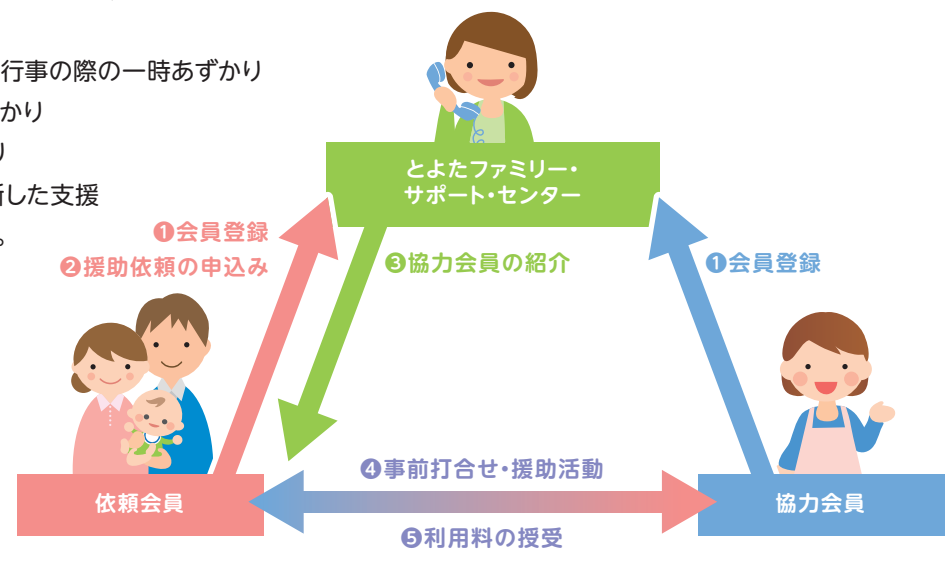 行事の際の一時あずかり
かり
した支援
。
とよたファミリー・
サポート・センター
❶会員登録
❷援助依頼の申込み
❸協力会員の紹介
❶会員登録
❹事前打合せ・援助活動
依頼会員
協力会員
❺利用料の授受